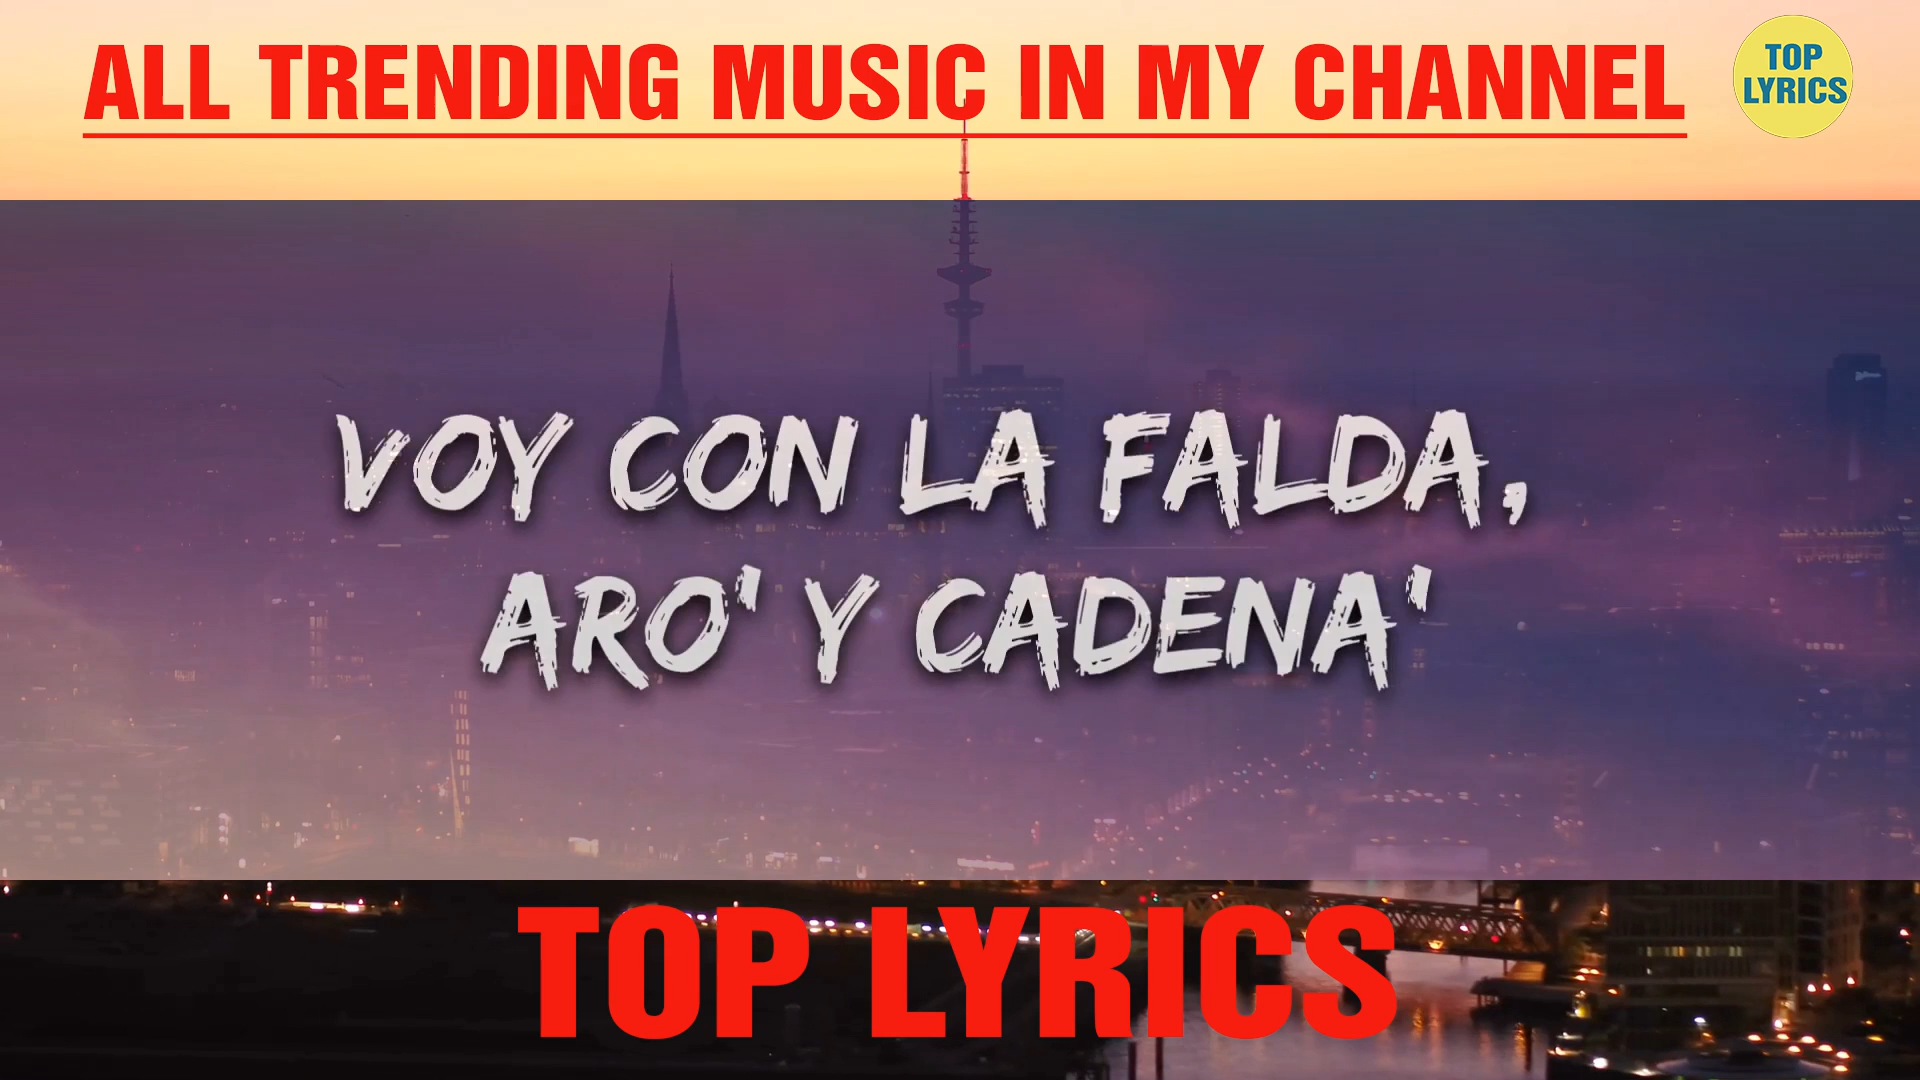 ALL TRENDING MUSIC IN MY CHANNEL
TOP
LYRICS
VOY CON LA FALDA,
ARO' Y CADENA'
TOP LYRICS